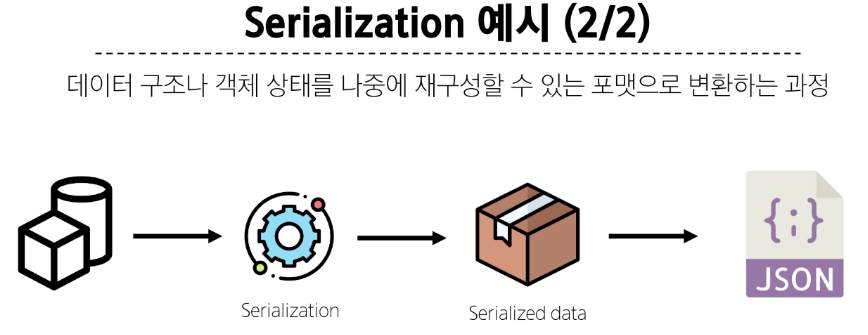 Serialization 예시 (2/2)
데이터 구조나 객체 상태를 나중에 재구성할 수 있는 포맷으로 변환하는 과정
{;}
JSON
Serialization
Serialized data